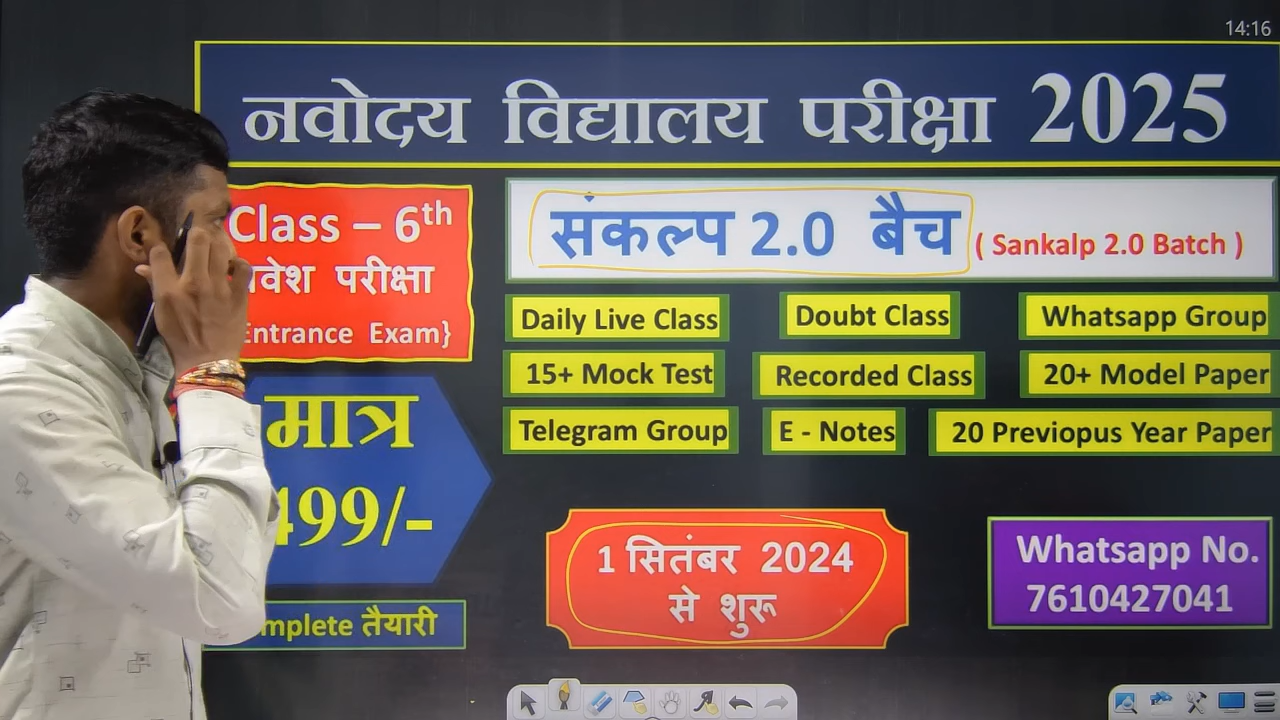 14:16
नवोदय विद्यालय परीक्षा 2025
Class – 6th
परीक्षा
Entrance Exam}
संकल्प 2.0 बैच ( Sankalp 2.0 Batch )
Daily Live Class
Doubt Class
Whatsapp Group
15+ Mock Test
Recorded Class
20+ Model Paper
Telegram Group
E - Notes
20 Previopus Year Paper
मात्र
499/-
तैयारी
1 सितंबर 2024
से शुरू
Whatsapp No.
7610427041